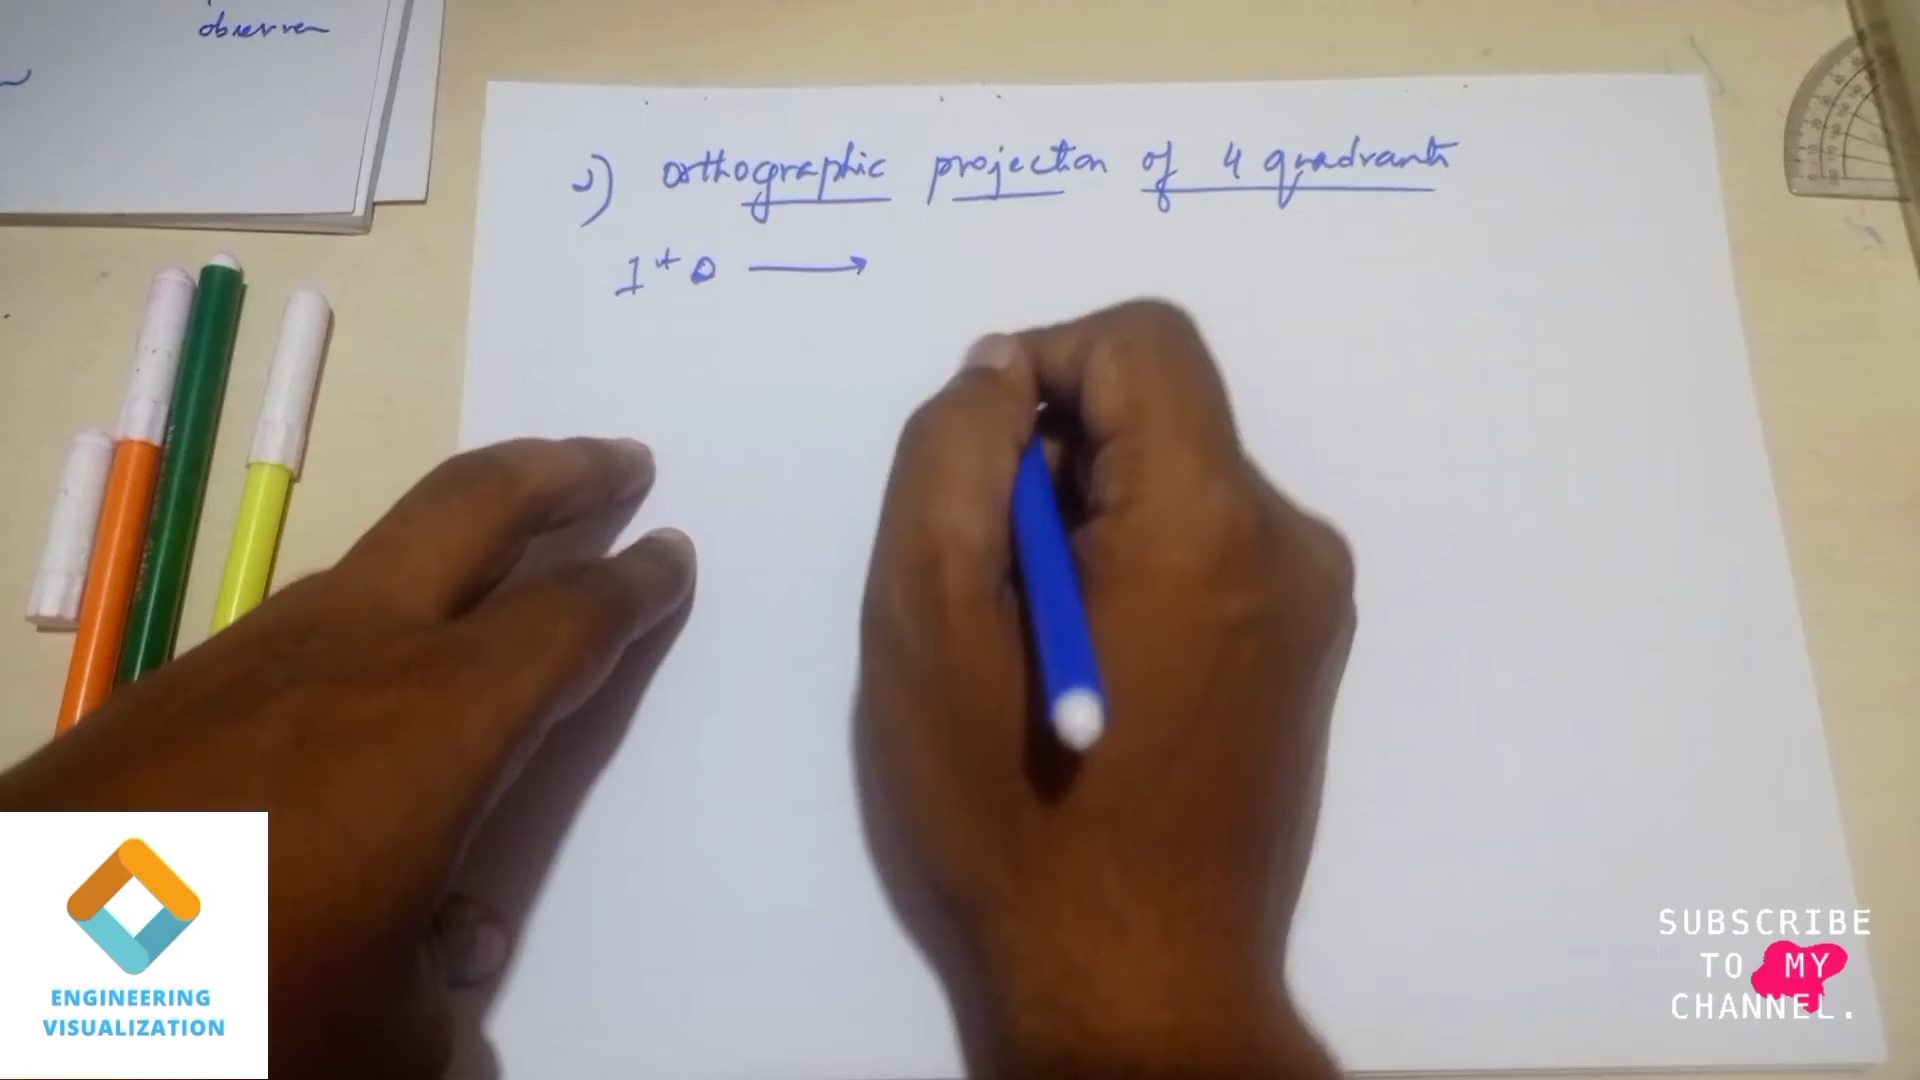 observer
Orthographic projection of 4 quadrants
1st Q →
ENGINEERING
VISUALIZATION
SUBSCRIBE
TO MY
CHANNEL.